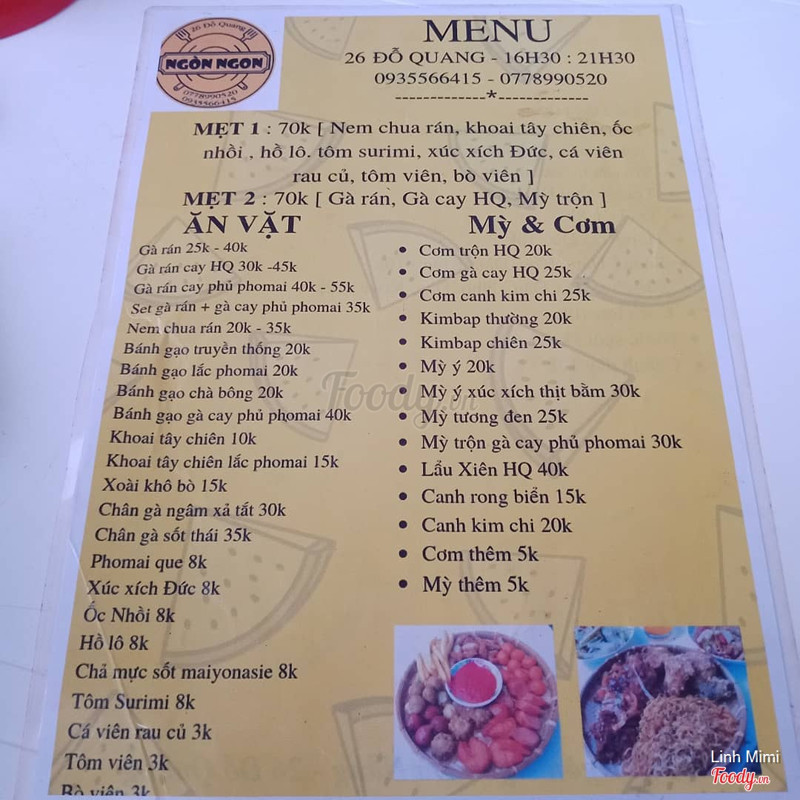 26 Đỗ Quang
NGÒN NGON
0778990520
0935566415
MENU
26 ĐỖ QUANG - 16H30 : 21H30
0935566415 - 0778990520
-------------*-------------
MẸT 1 : 70k [ Nem chua rán, khoai tây chiên, ốc
nhồi , hồ lô. tôm surimi, xúc xích Đức, cá viên
rau củ, tôm viên, bò viên ]
MẸT 2 : 70k [ Gà rán, Gà cay HQ, Mỳ trộn ]
ĂN VẶT
Gà rán 25k - 40k
Gà rán cay HQ 30k -45k
Gà rán cay phủ phomai 40k - 55k
Set gà rán + gà cay phủ phomai 35k
Nem chua rán 20k - 35k
Bánh gạo truyền thống 20k
Bánh gạo lắc phomai 20k
Bánh gạo chà bông 20k
Bánh gạo gà cay phủ phomai 40k
Khoai tây chiên 10k
Khoai tây chiên lắc phomai 15k
Xoài khô bò 15k
Chân gà ngâm xả tắt 30k
Chân gà sốt thái 35k
Phomai que 8k
Xúc xích Đức 8k
Ốc Nhồi 8k
Hồ lô 8k
Chả mực sốt maiyonasie 8k
Tôm Surimi 8k
Cá viên rau củ 3k
Tôm viên 3k
Bò viên 3k
Mỳ & Cơm
• Cơm trộn HQ 20k
• Cơm gà cay HQ 25k
• Cơm canh kim chi 25k
• Kimbap thường 20k
• Kimbap chiên 25k
• Mỳ ý 20k
• Mỳ ý xúc xích thịt bằm 30k
• Mỳ tương đen 25k
• Mỳ trộn gà cay phủ phomai 30k
• Lẩu Xiên HQ 40k
• Canh rong biển 15k
• Canh kim chi 20k
• Cơm thêm 5k
• Mỳ thêm 5k
Foody.vn
Linh Mimi
Foody.vn